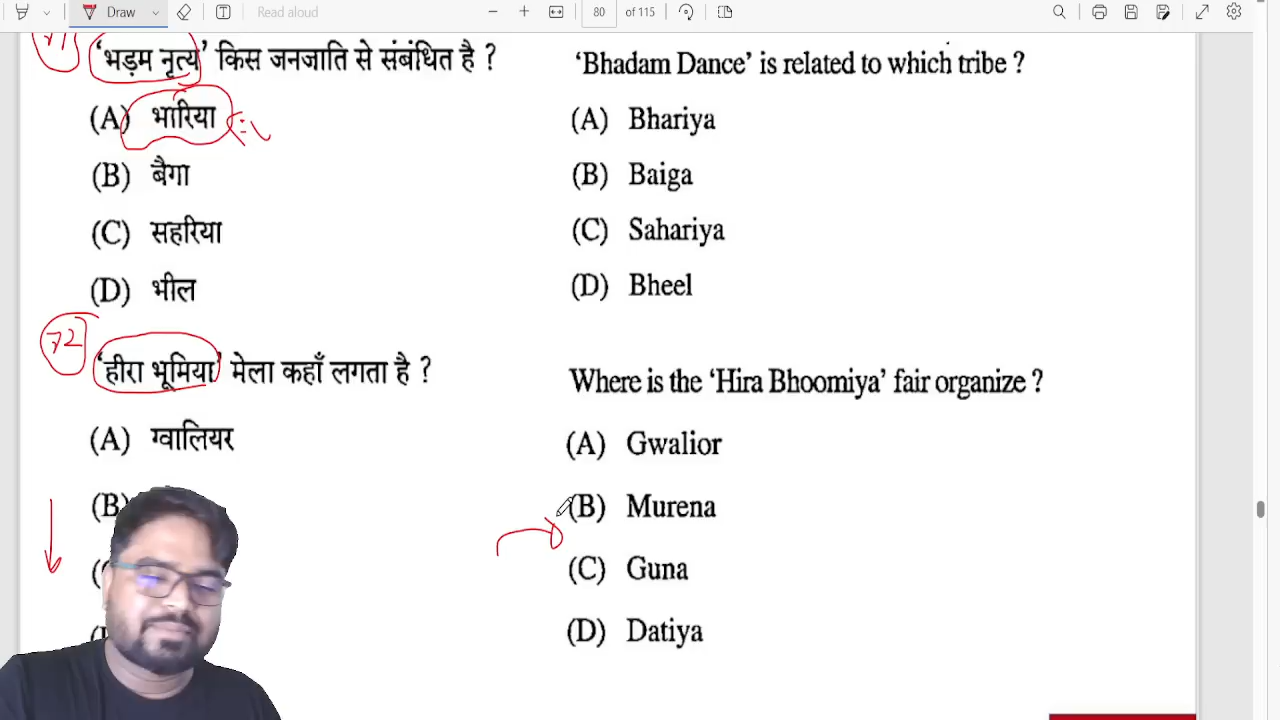 Draw
Read aloud
80 of 115
71
'भड़म नृत्य' किस जनजाति से संबंधित है ?
(A) भारिया
(B) बैगा
(C) सहरिया
(D) भील
'Bhadam Dance' is related to which tribe ?
(A) Bhariya
(B) Baiga
(C) Sahariya
(D) Bheel
72
'हीरा भूमिया' मेला कहाँ लगता है ?
(A) ग्वालियर
(B)
Where is the 'Hira Bhoomiya' fair organize ?
(A) Gwalior
(B) Murena
(C) Guna
(D) Datiya